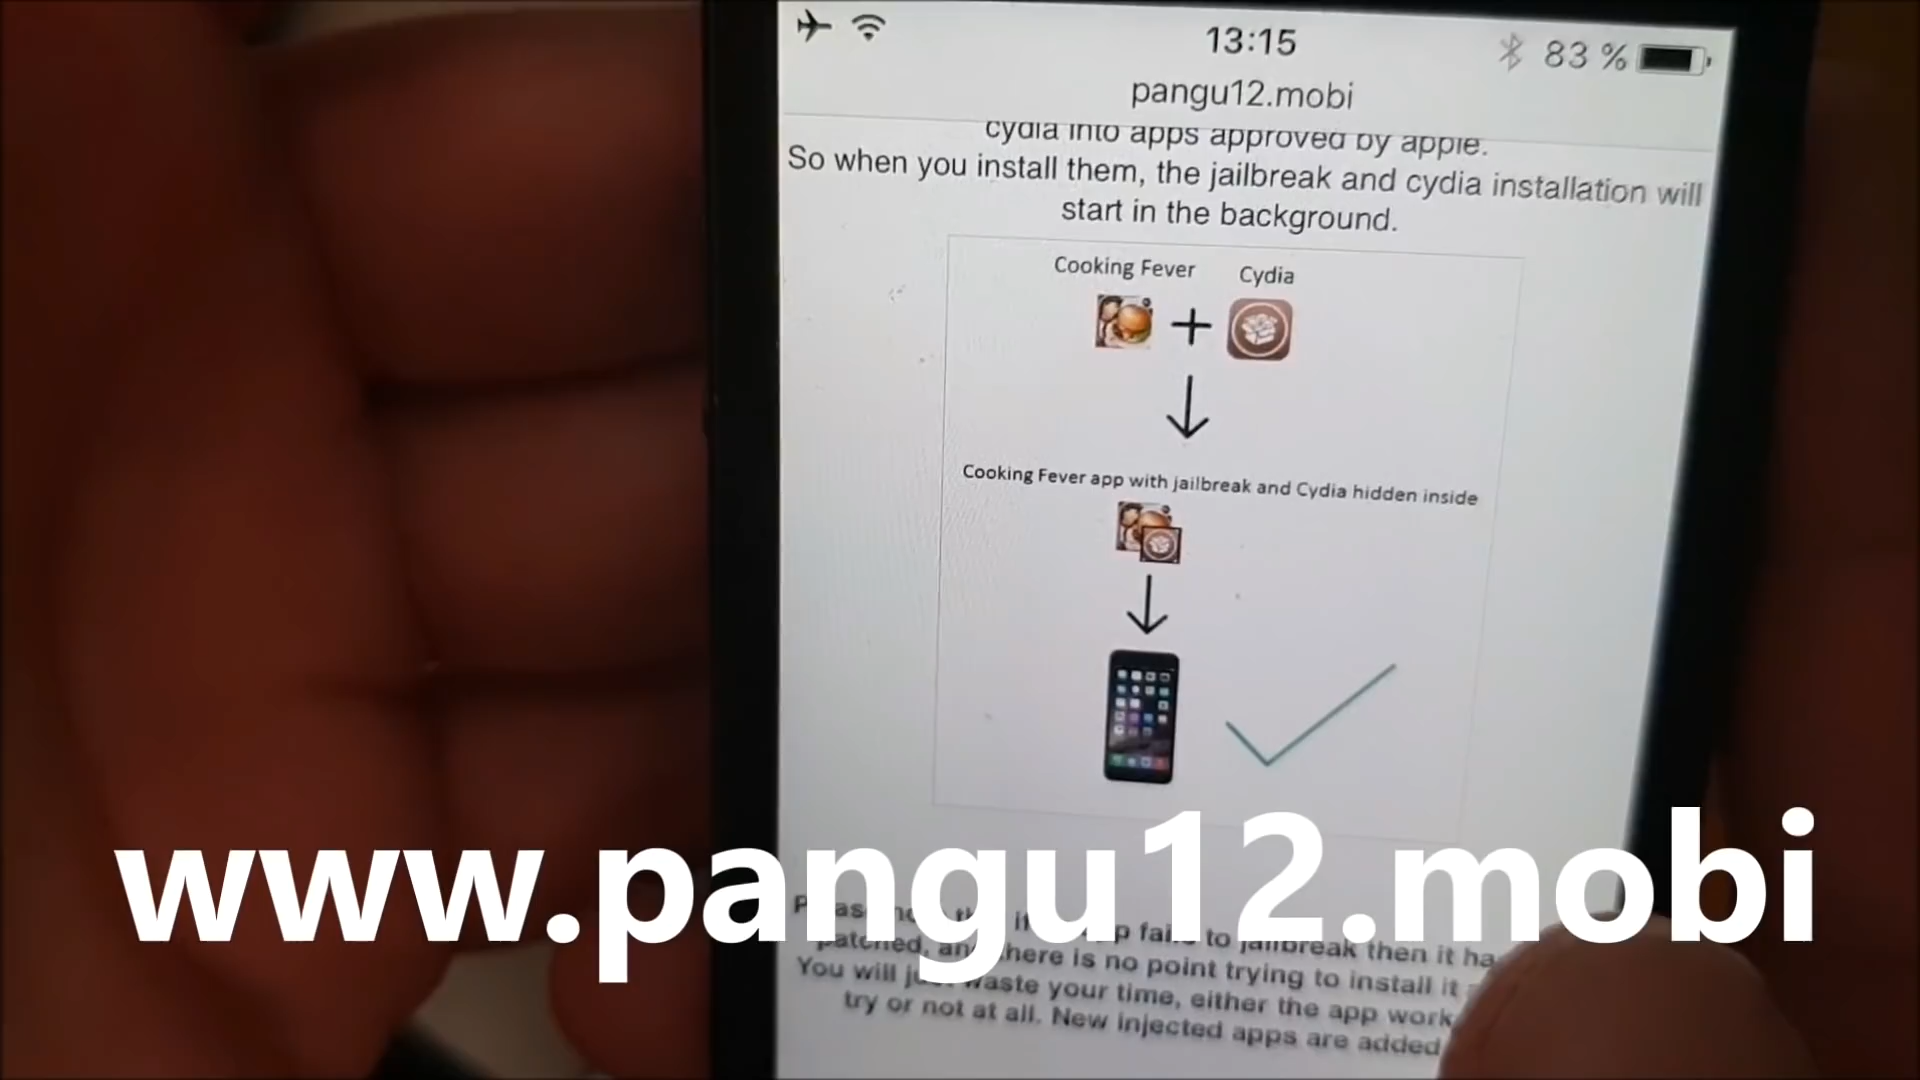 13:15
83 %
pangu12.mobi
cydia into apps approved by apple.
So when you install them, the jailbreak and cydia installation will
start in the background.
Cooking Fever
Cydia
+
Cooking Fever app with jailbreak and Cydia hidden inside
www.pangu12.mobi
to jailbreak then it
patched, there is no point trying to install it
You will waste your time, either the app work
try or not at all. New injected apps are added